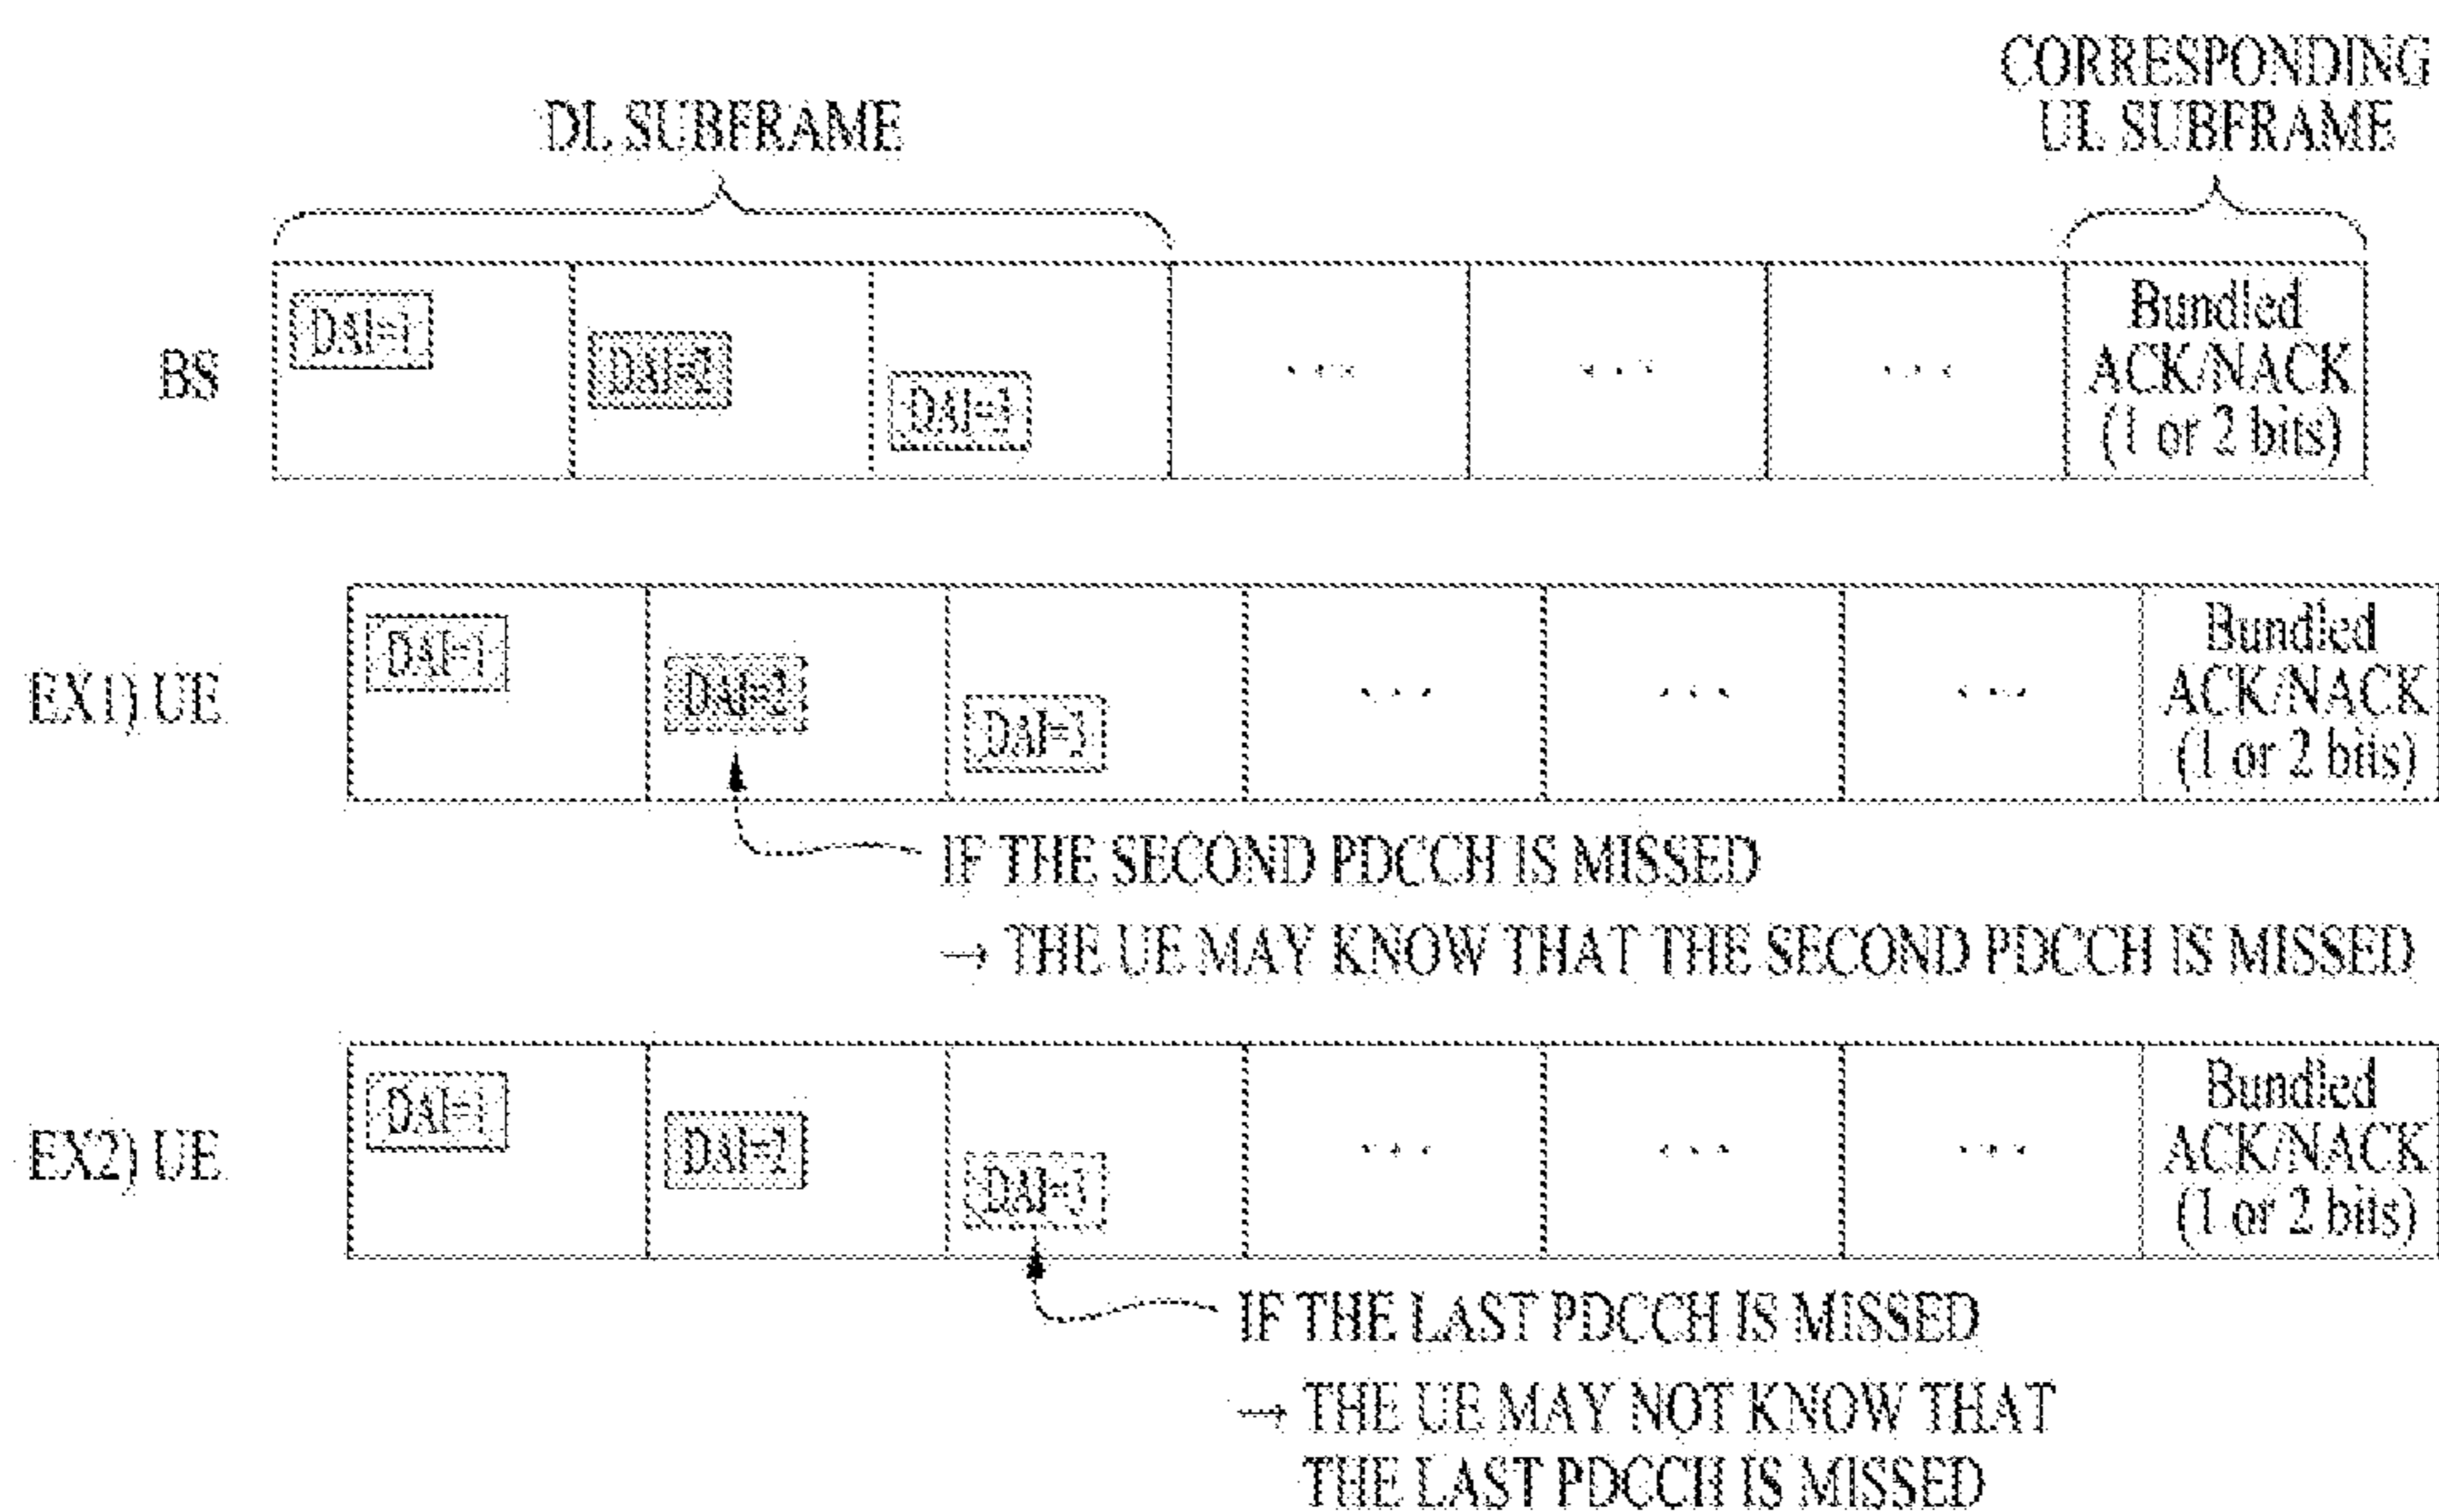 DL SUBFRAME
CORRESPONDING
UL SUBFRAME
BS
DAI=1
DAI=2
DAI=3
...
...
...
Bundled
ACK/NACK
(1 or 2 bits)
EX1) UE
DAI=1
DAI=2
DAI=3
...
...
...
Bundled
ACK/NACK
(1 or 2 bits)
IF THE SECOND PDCCH IS MISSED
→ THE UE MAY KNOW THAT THE SECOND PDCCH IS MISSED
EX2) UE
DAI=1
DAI=2
DAI=3
...
...
...
Bundled
ACK/NACK
(1 or 2 bits)
IF THE LAST PDCCH IS MISSED
→ THE UE MAY NOT KNOW THAT
THE LAST PDCCH IS MISSED